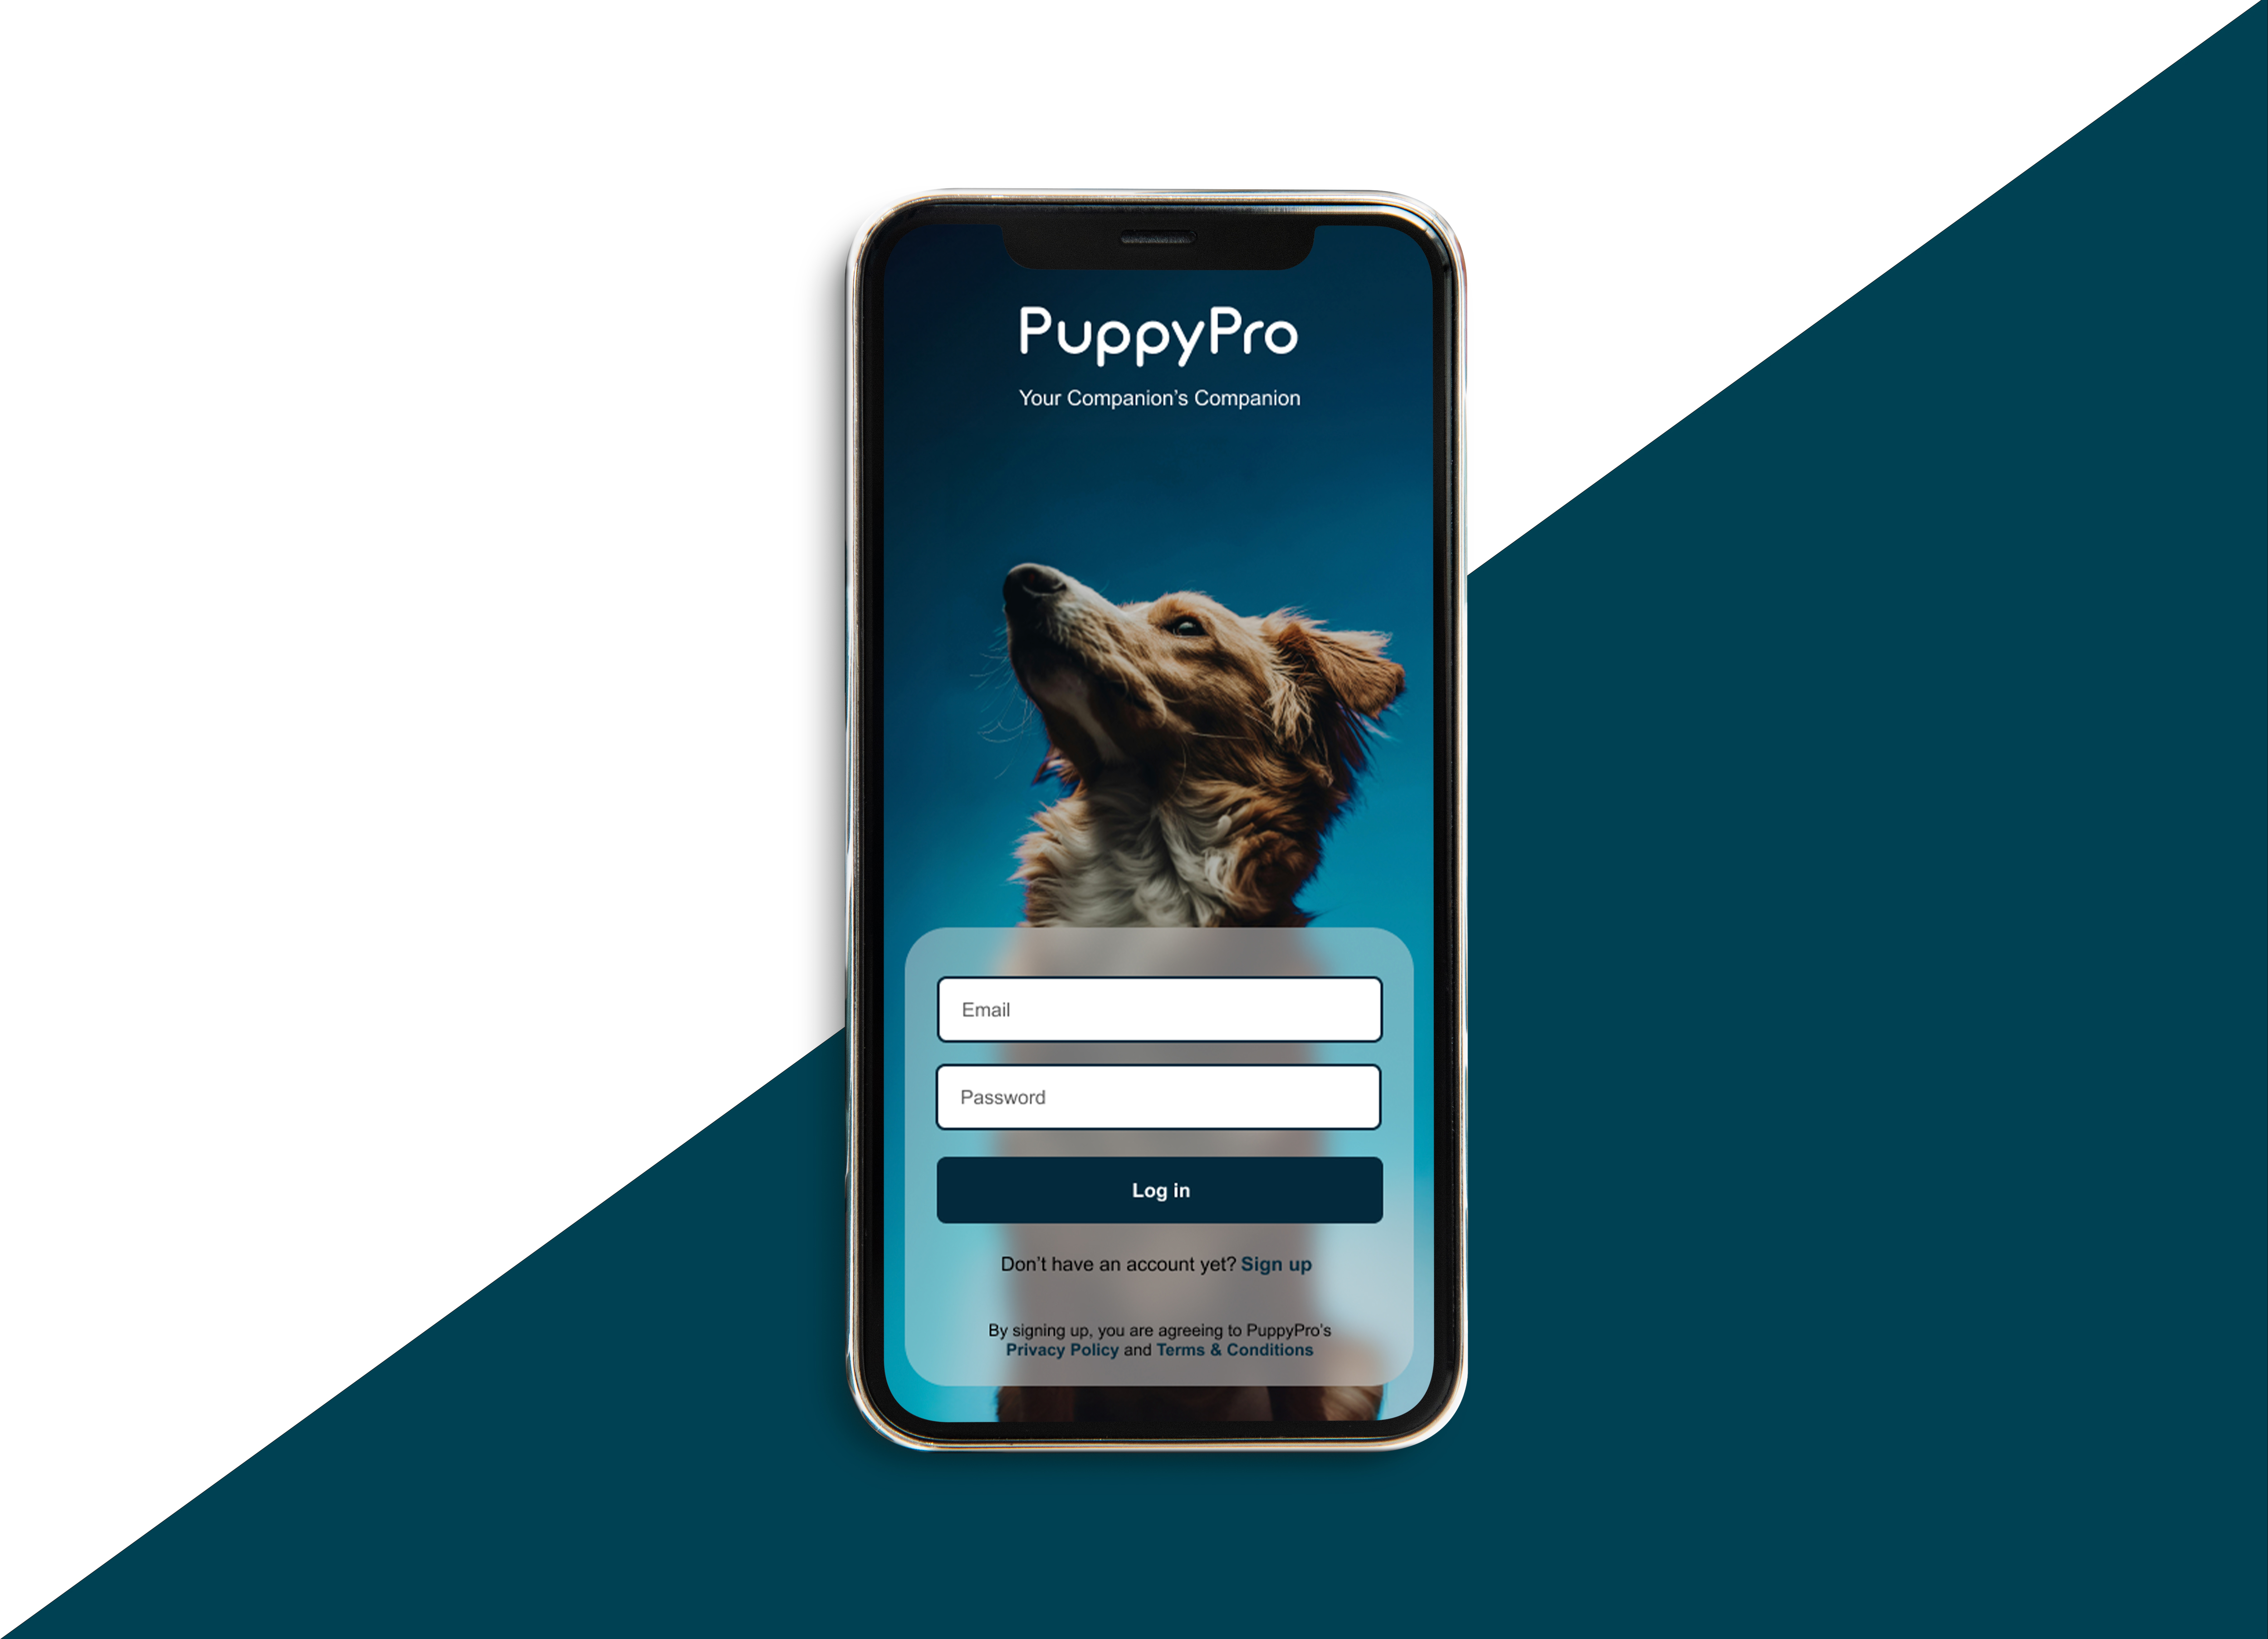 PuppyPro
Your Companion’s Companion
Email
Password
Log in
Don’t have an account yet? Sign up
By signing up, you are agreeing to PuppyPro’s
Privacy Policy and Terms & Conditions